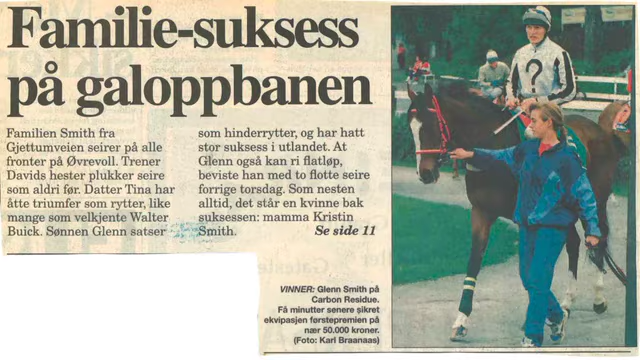 Familie-suksess
på galoppbanen
Familien Smith fra
Gjettumveien seirer på alle
fronter på Øvrevoll. Trener
Davids hester plukker seire
som aldri før. Datter Tina har
åtte triumfer som rytter, like
mange som velkjente Walter
Buick. Sønnen Glenn satser
som hinderrytter, og har hatt
stor suksess i utlandet. At
Glenn også kan ri flatløp,
beviste han med to flotte seire
forrige torsdag. Som nesten
alltid, det står en kvinne bak
suksessen: mamma Kristin
Smith. Se side 11
VINNER: Glenn Smith på
Carbon Residue.
Få minutter senere sikret
ekvipasjen førstepremien på
nær 50.000 kroner.
(Foto: Karl Braanaas)
?